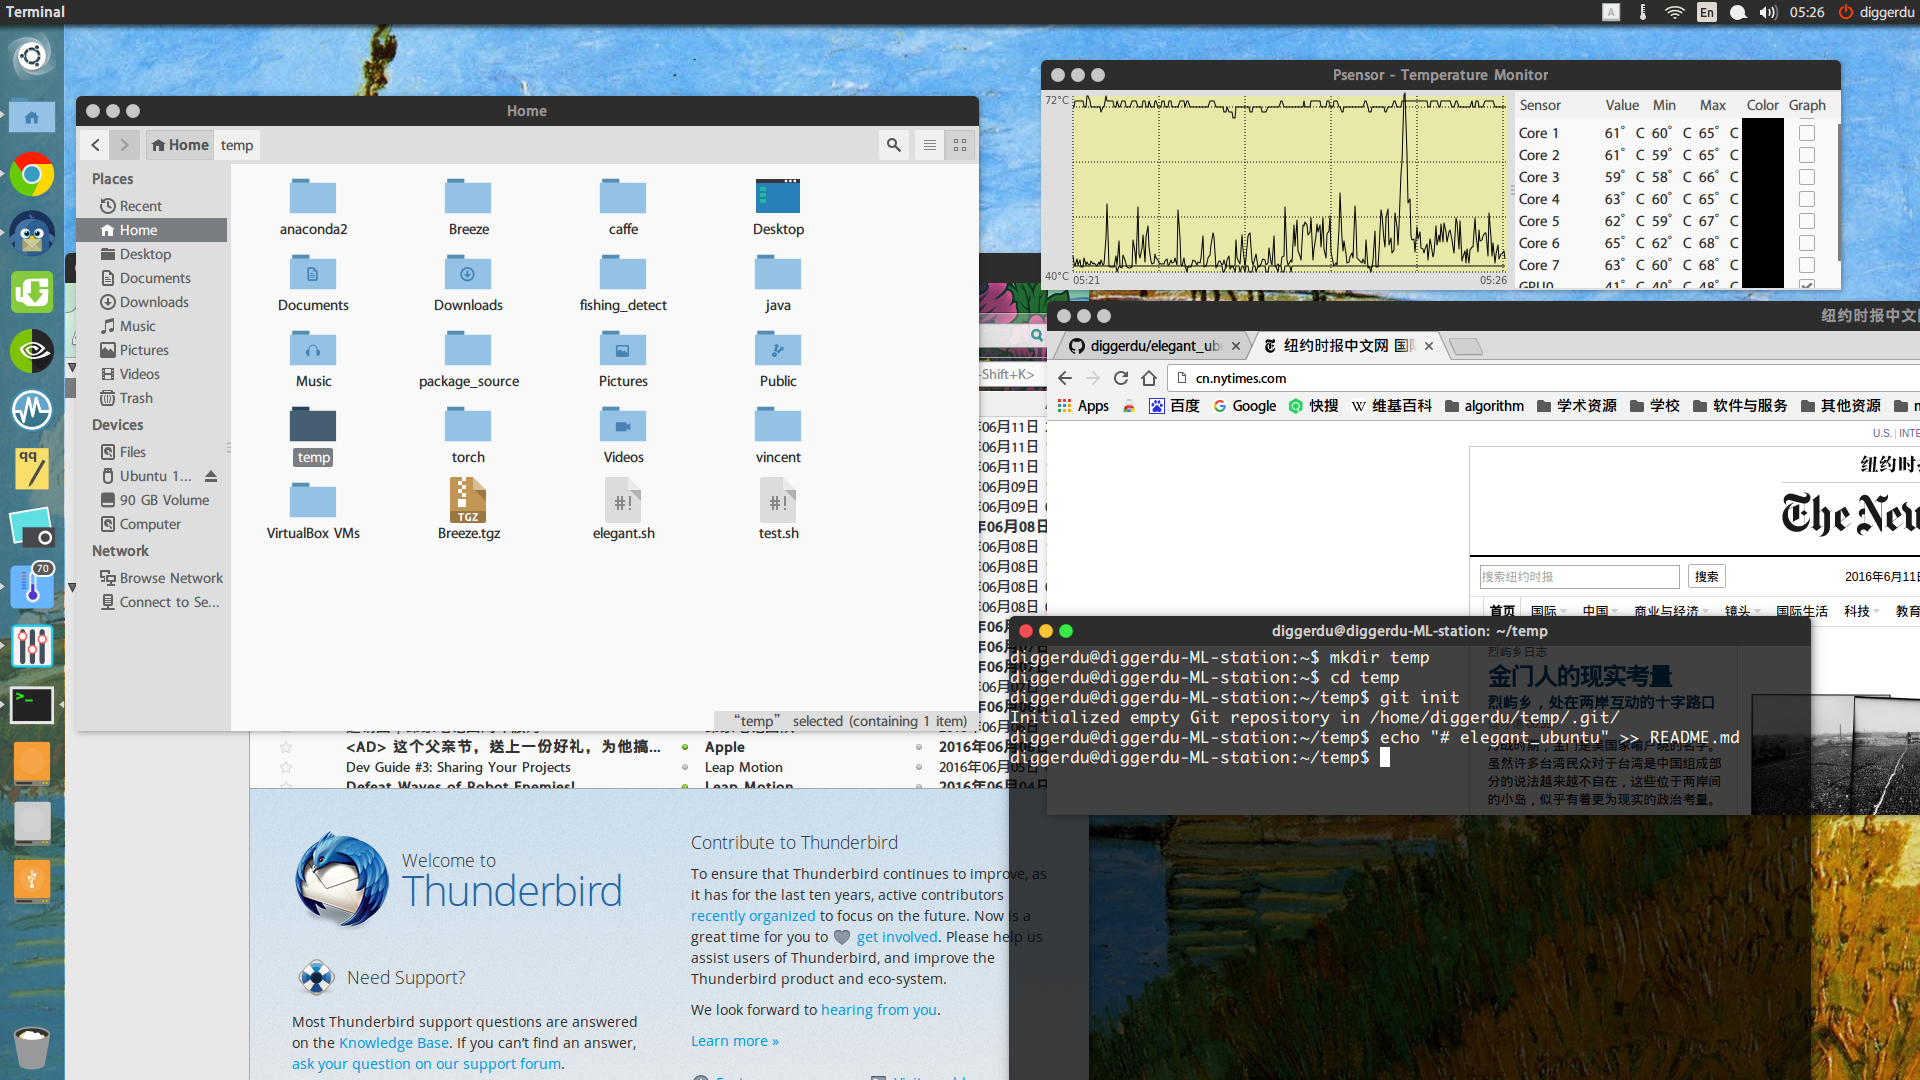 Terminal
A
En
05:26
diggerdu
Home
Home
temp
Places
Recent
Home
Desktop
Documents
Downloads
Music
Pictures
Videos
Trash
Devices
Files
Ubuntu 1...
90 GB Volume
Computer
Network
Browse Network
Connect to Se...
anaconda2
Breeze
caffe
Desktop
Documents
Downloads
fishing_detect
java
Music
package_source
Pictures
Public
temp
torch
Videos
vincent
VirtualBox VMs
TGZ
#!
#!
Breeze.tgz
elegant.sh
test.sh
“temp” selected (containing 1 item)
qq
70
Psensor - Temperature Monitor
72°C
40°C
05:21
05:26
Sensor Value Min Max Color Graph
Core 1 61° C 60° C 65° C
Core 2 61° C 59° C 65° C
Core 3 59° C 58° C 66° C
Core 4 63° C 60° C 65° C
Core 5 62° C 59° C 67° C
Core 6 65° C 62° C 68° C
Core 7 63° C 60° C 68° C
GPU0 41° C 40° C 48° C
-Shift+K>
06月11日
06月11日
06月11日
06月09日
06月09日
06月08日
06月08日
06月08日
06月08日
06月08日
纽约时报中文
diggerdu/elegant_ub
纽约时报中文网 国
cn.nytimes.com
Apps 百度 Google 快搜 维基百科 algorithm 学术资源 学校 软件与服务 其他资源
U.S. INTE
纽约时
The New
搜索纽约时报
搜索
2016年6月11
首页 国际 中国 商业与经济 镜头 国际生活 科技 教育
diggerdu@diggerdu-ML-station: ~/temp
diggerdu@diggerdu-ML-station:~$ mkdir temp
diggerdu@diggerdu-ML-station:~$ cd temp
diggerdu@diggerdu-ML-station:~/temp$ git init
Initialized empty Git repository in /home/diggerdu/temp/.git/
diggerdu@diggerdu-ML-station:~/temp$ echo "# elegant_ubuntu" >> README.md
diggerdu@diggerdu-ML-station:~/temp$
烈屿乡日志
金门人的现实考量
烈屿乡，处在两岸互动的十字路口
虽然许多台湾民众对于台湾是中国组成部
分的说法越来越不自在，这些位于两岸间
的小岛，似乎有着更为现实的政治考量。
<AD> 这个父亲节，送上一份好礼，为他搞...
Apple
2016年06月
Dev Guide #3: Sharing Your Projects
Leap Motion
2016年06月05日
Defeat Waves of Robot Enemies!
Leap Motion
2016年06月04日
Welcome to
Thunderbird
Need Support?
Most Thunderbird support questions are answered
on the Knowledge Base. If you can’t find an answer,
ask your question on our support forum.
Contribute to Thunderbird
To ensure that Thunderbird continues to improve, as
it has for the last ten years, active contributors
recently organized to focus on the future. Now is a
great time for you to get involved. Please help us
assist users of Thunderbird, and improve the
Thunderbird product and eco-system.
We look forward to hearing from you.
Learn more »